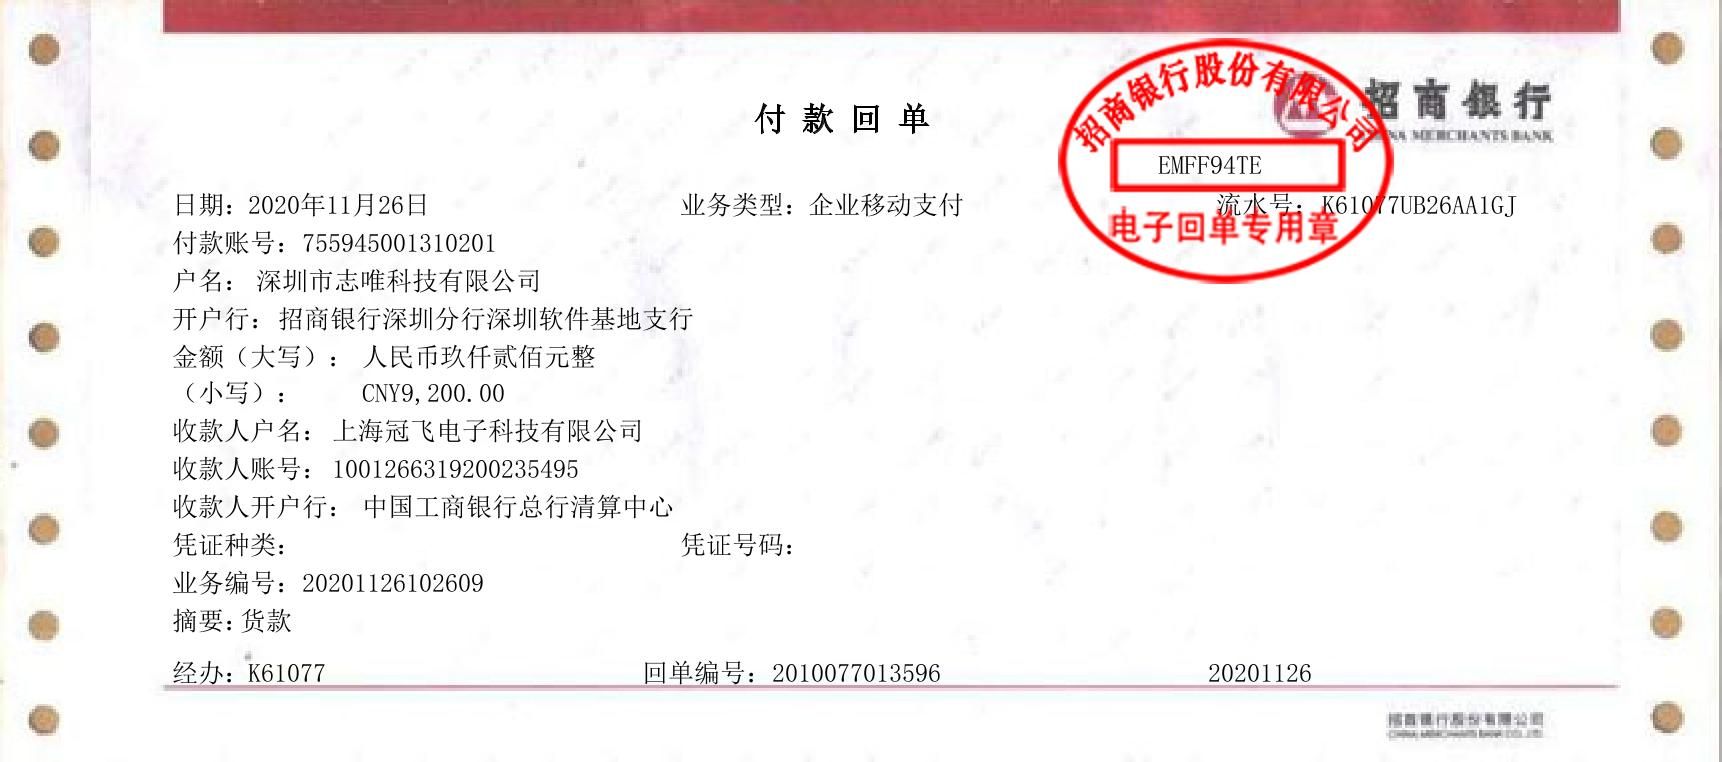 招商银行股份有限公司
招商银行
CHINA MERCHANTS BANK
付款回单
EMFF94TE
日期：2020年11月26日 业务类型：企业移动支付 流水号：K61077UB26AA1GJ
电子回单专用章
付款账号：755945001310201
户名：深圳市志唯科技有限公司
开户行：招商银行深圳分行深圳软件基地支行
金额（大写）：人民币玖仟贰佰元整
（小写）：CNY9,200.00
收款人户名：上海冠飞电子科技有限公司
收款人账号：1001266319200235495
收款人开户行：中国工商银行总行清算中心
凭证种类： 凭证号码：
业务编号：20201126102609
摘要：货款
经办：K61077 回单编号：2010077013596 20201126
招商银行股份有限公司
CHINA MERCHANTS BANK CO., LTD.